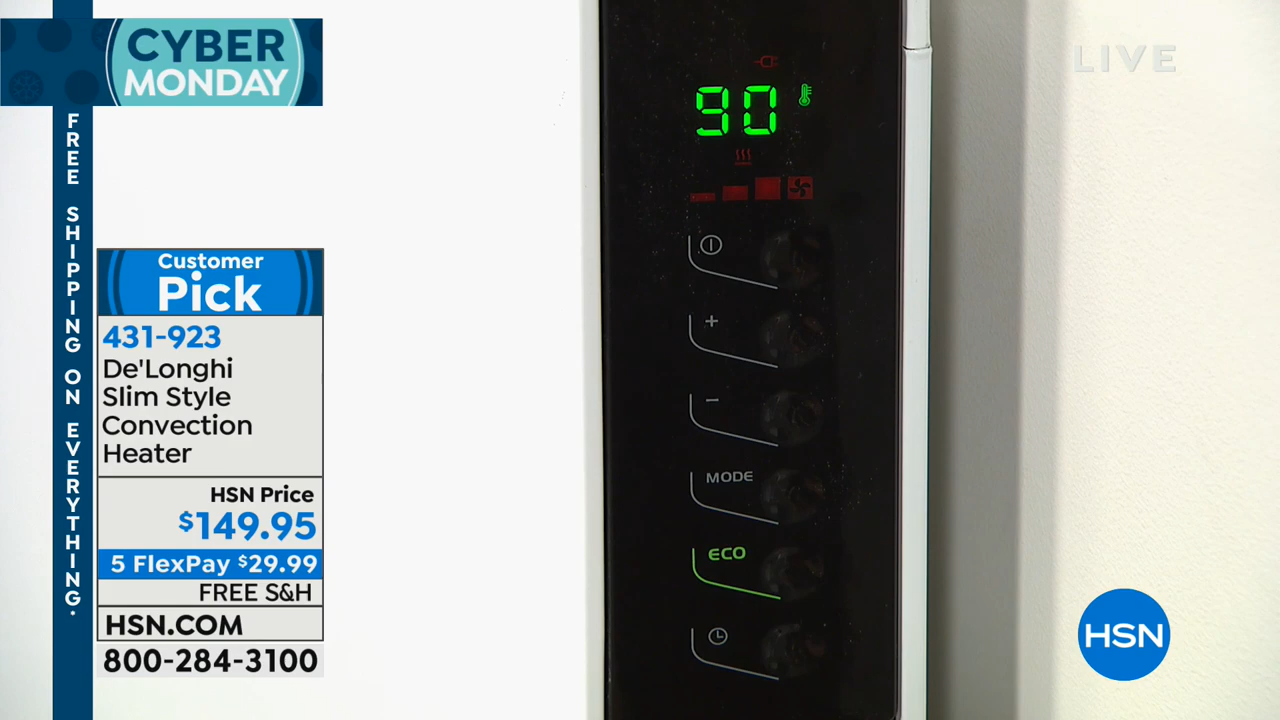 CYBER
MONDAY
FREE SHIPPING ON EVERYTHING.
Customer
Pick
431-923
De'Longhi
Slim Style
Convection
Heater
HSN Price
$149.95
5 FlexPay $29.99
FREE S&H
HSN.COM
800-284-3100
90
+
-
MODE
ECO
LIVE
HSN